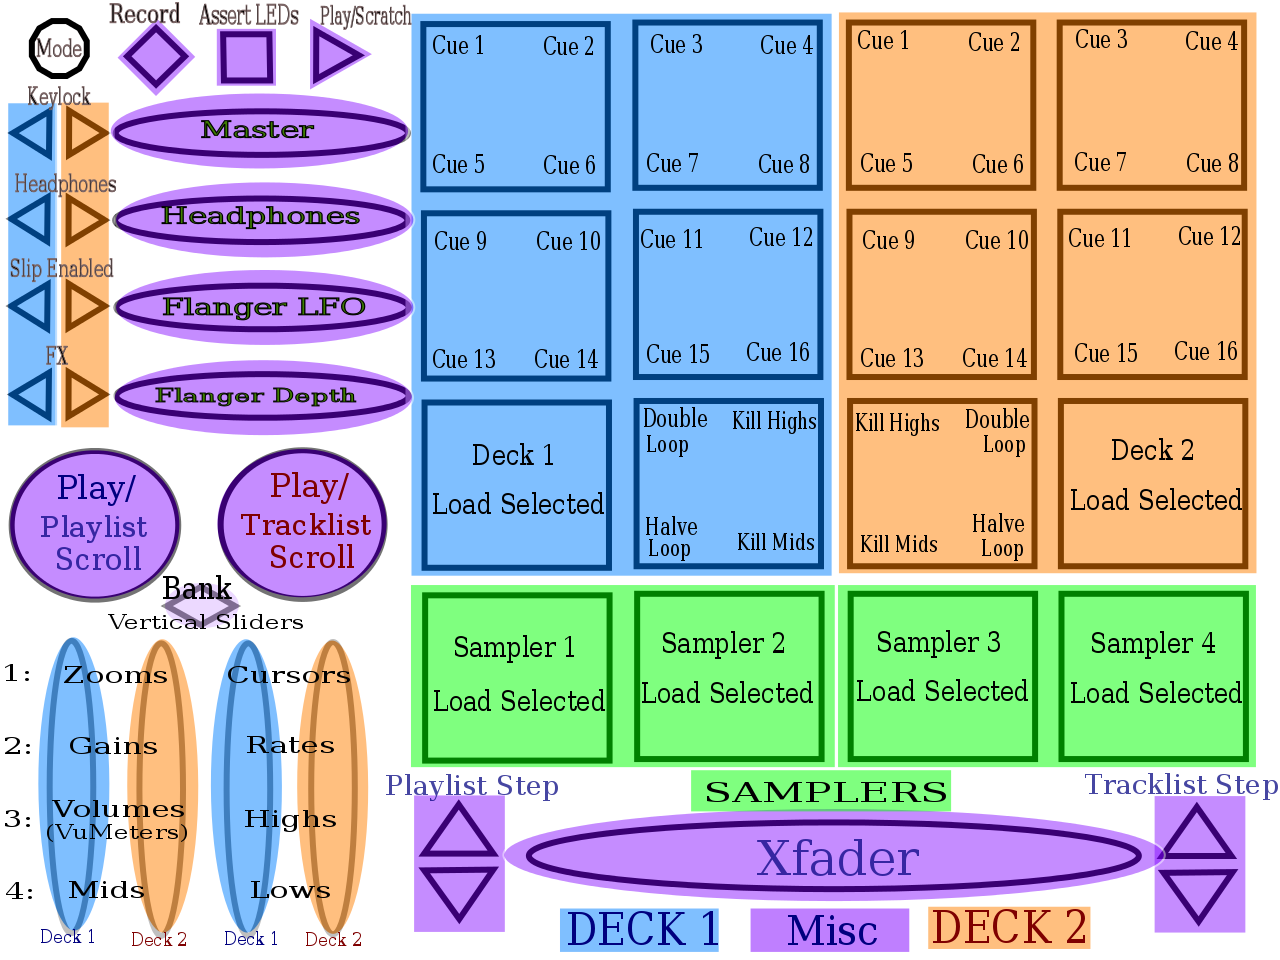 Record
Assert LEDs
Play/Scratch
Mode
Keylock
Master
Headphones
Headphones
Slip Enabled
Flanger LFO
FX
Flanger Depth
Play/
Playlist
Scroll
Play/
Tracklist
Scroll
Bank
Vertical Sliders
1: Zooms Cursors
2: Gains Rates
3: Volumes Highs
(VuMeters)
4: Mids Lows
Deck 1 Deck 2 Deck 1 Deck 2
Cue 1 Cue 2 Cue 3 Cue 4
Cue 5 Cue 6 Cue 7 Cue 8
Cue 9 Cue 10 Cue 11 Cue 12
Cue 13 Cue 14 Cue 15 Cue 16
Deck 1
Load Selected
Double
Loop
Kill Highs
Halve
Loop
Kill Mids
Cue 1 Cue 2 Cue 3 Cue 4
Cue 5 Cue 6 Cue 7 Cue 8
Cue 9 Cue 10 Cue 11 Cue 12
Cue 13 Cue 14 Cue 15 Cue 16
Kill Highs
Double
Loop
Kill Mids
Halve
Loop
Deck 2
Load Selected
Sampler 1
Load Selected
Sampler 2
Load Selected
Sampler 3
Load Selected
Sampler 4
Load Selected
Playlist Step
SAMPLERS
Tracklist Step
Xfader
DECK 1
Misc
DECK 2